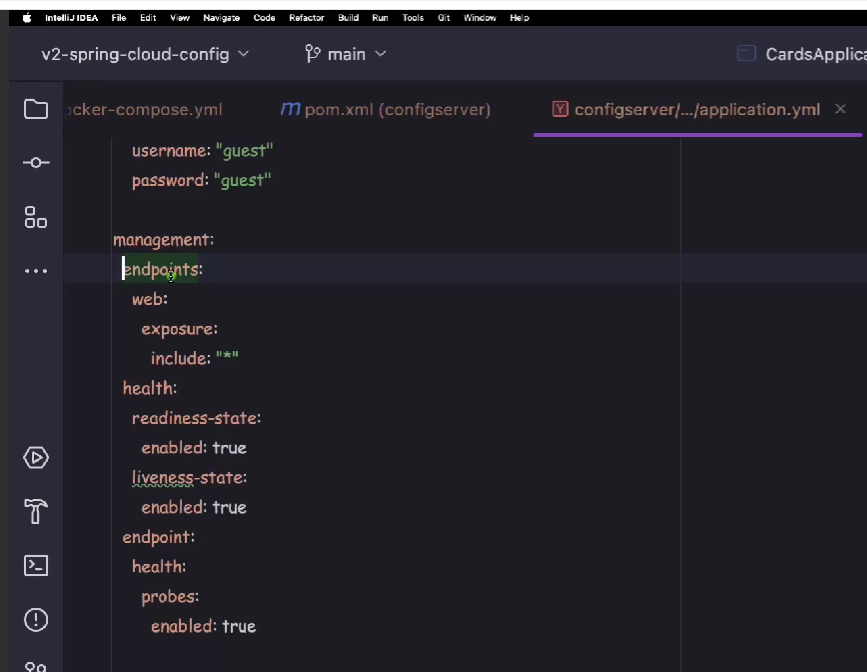 IntelliJ IDEA File Edit View Navigate Code Refactor Build Run Tools Git Window Help
v2-spring-cloud-config main CardsApplica
ocker-compose.yml m pom.xml (configserver) Y configserver/.../application.yml
username: "guest"
password: "guest"
management:
endpoints:
web:
exposure:
include: "*"
health:
readiness-state:
enabled: true
liveness-state:
enabled: true
endpoint:
health:
probes:
enabled: true